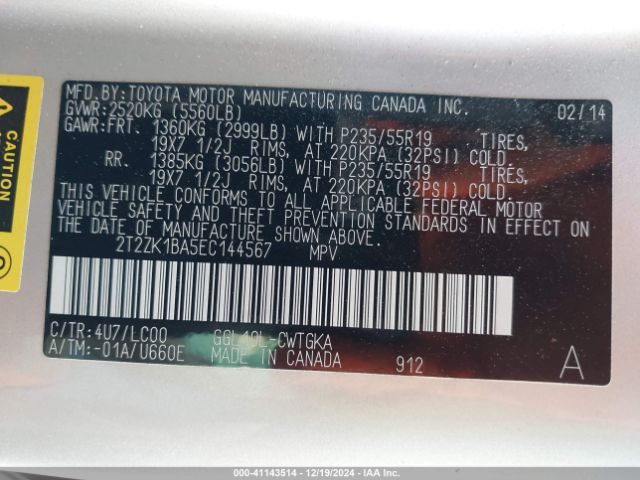 MFD.BY:TOYOTA MOTOR MANUFACTURING CANADA INC. 02/14
GVWR:2520KG (5560LB)
GAWR:FRT. 1360KG (2999LB) WITH P235/55R19 TIRES,
19X7 1/2J RIMS, AT 220KPA (32PSI) COLD.
RR. 1385KG (3056LB) WITH P235/55R19 TIRES,
19X7 1/2J RIMS, AT 220KPA (32PSI) COLD.
THIS VEHICLE CONFORMS TO ALL APPLICABLE FEDERAL MOTOR
VEHICLE SAFETY AND THEFT PREVENTION STANDARDS IN EFFECT ON
THE DATE OF MANUFACTURE SHOWN ABOVE.
2T2ZK1BA5EC144567 MPV
C/TR:4U7/LC00 GGL10L-CWTGKA
A/TM:-01A/U660E MADE IN CANADA 912 A
CAUTION
000-41143514 | 12/19/2024 - IAA Inc.